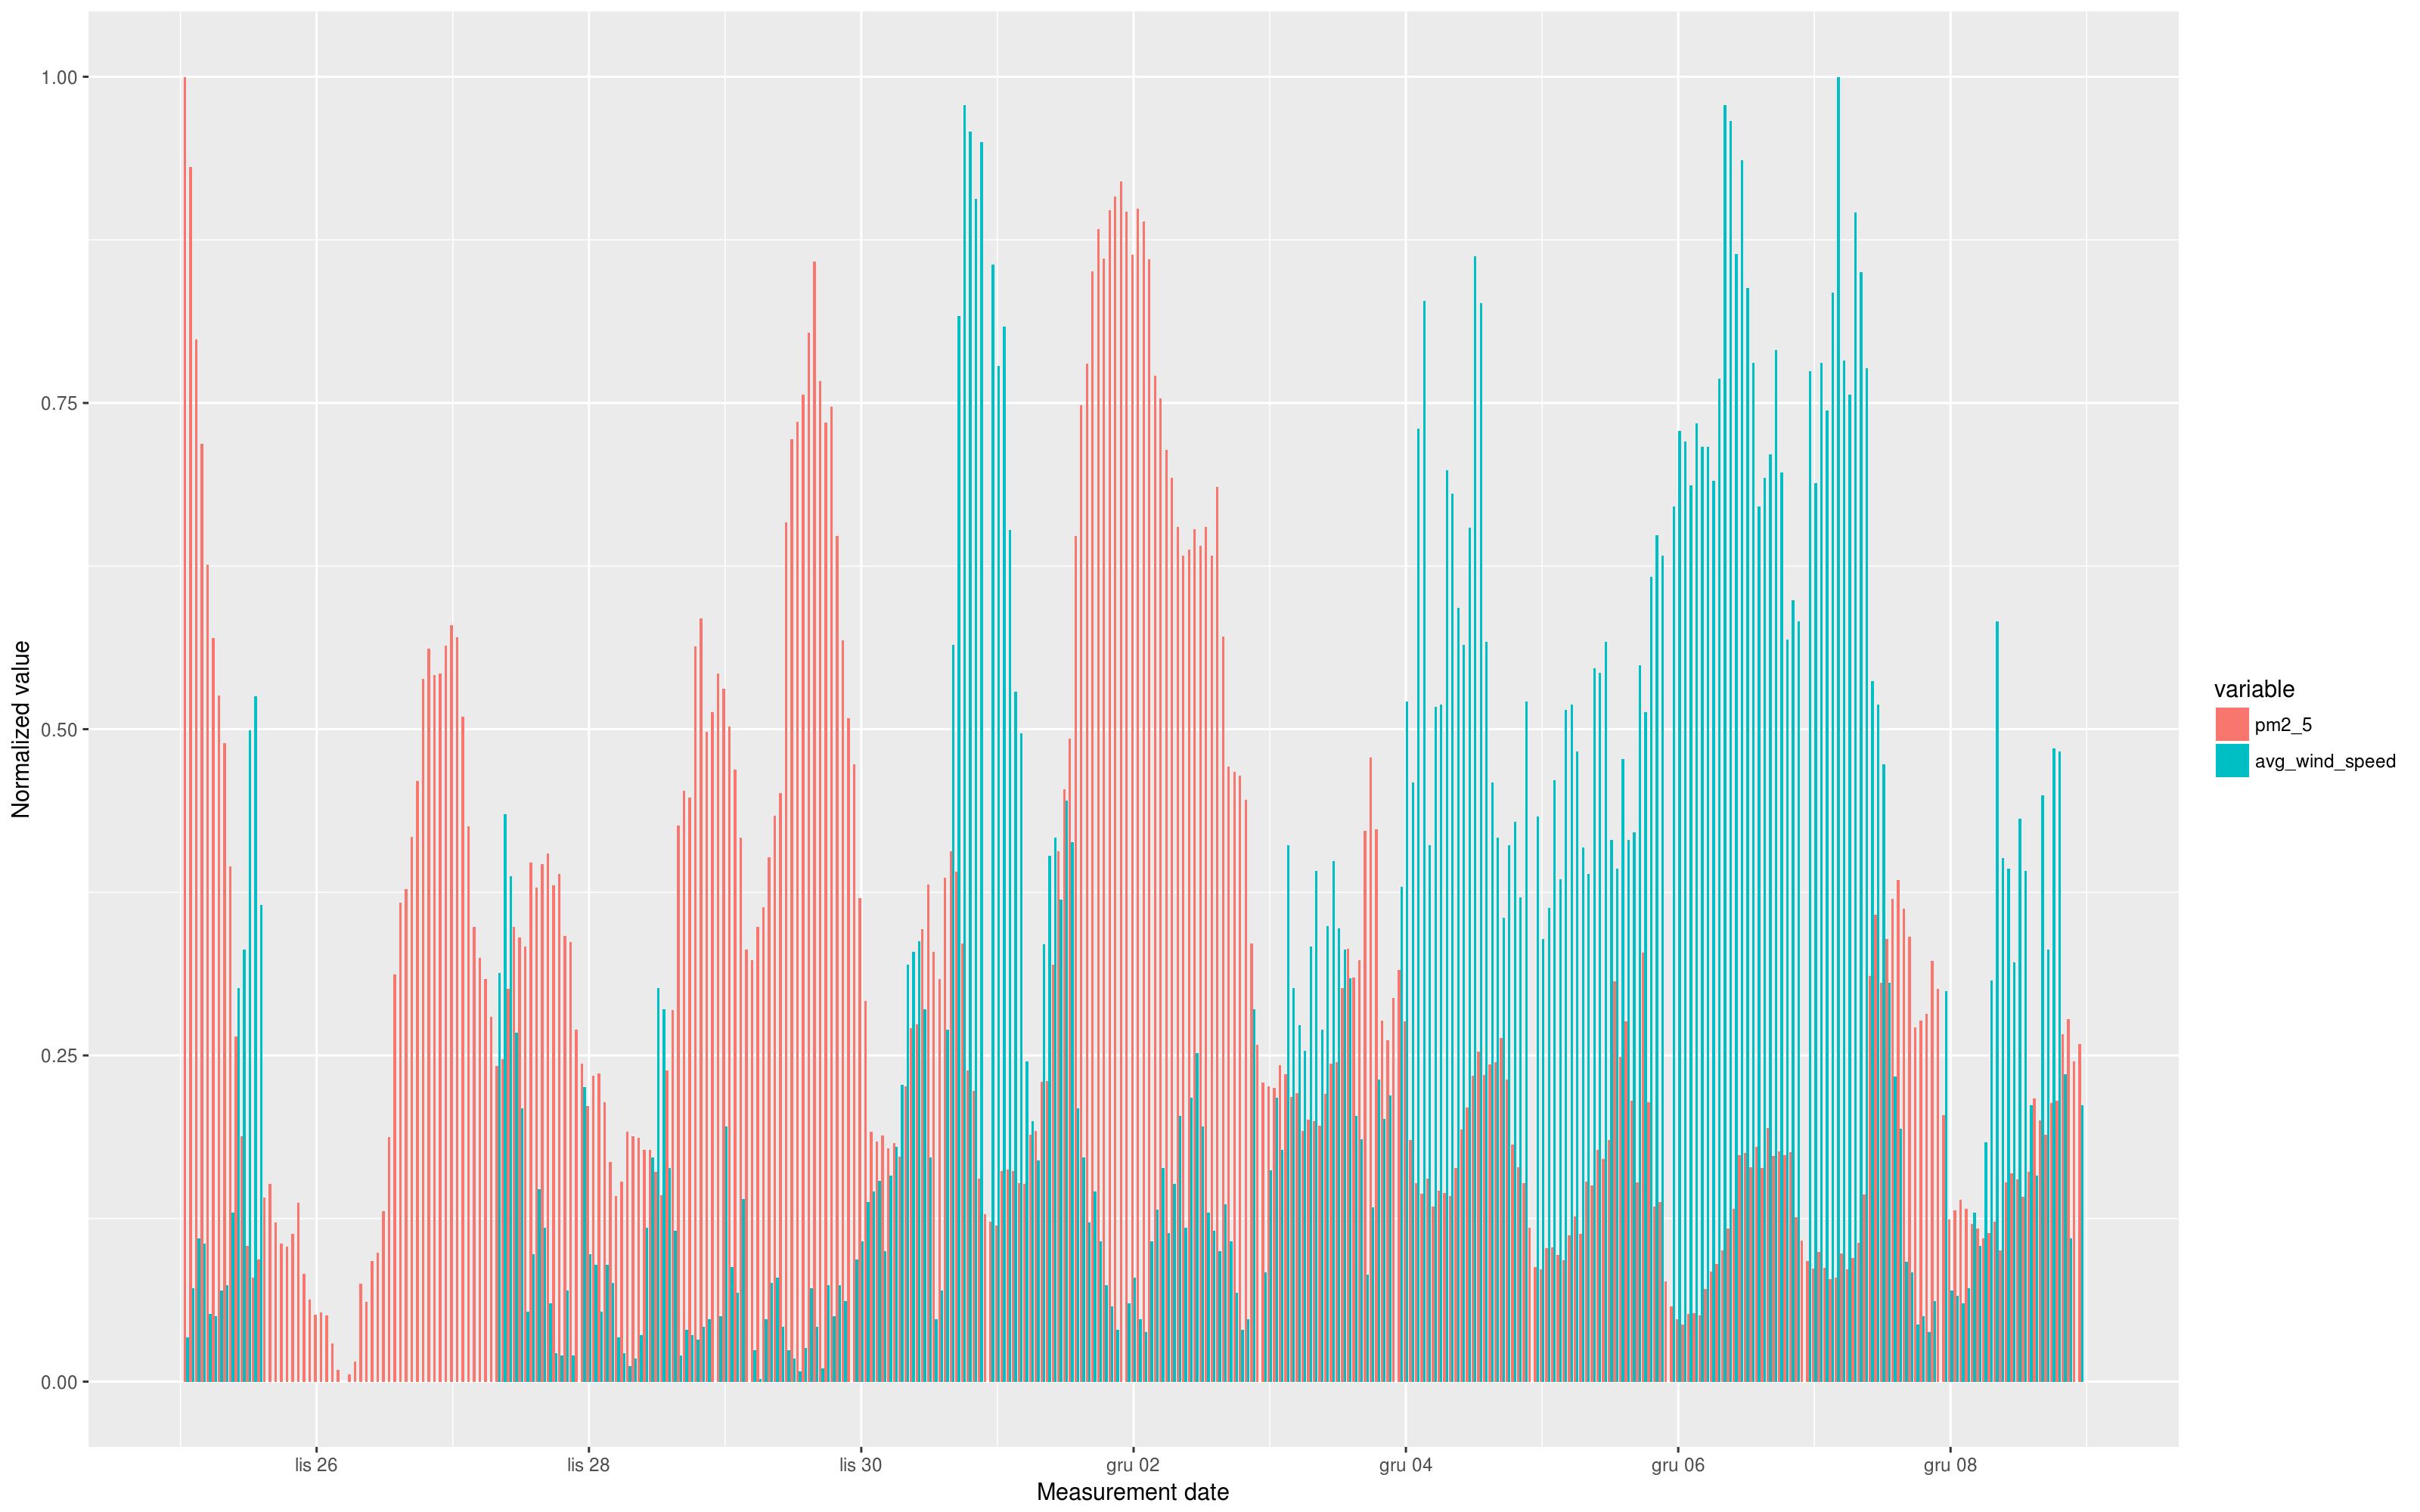 1.00
0.75
0.50
0.25
0.00
Normalized value
lis 26
lis 28
lis 30
gru 02
gru 04
gru 06
gru 08
Measurement date
variable
pm2_5
avg_wind_speed